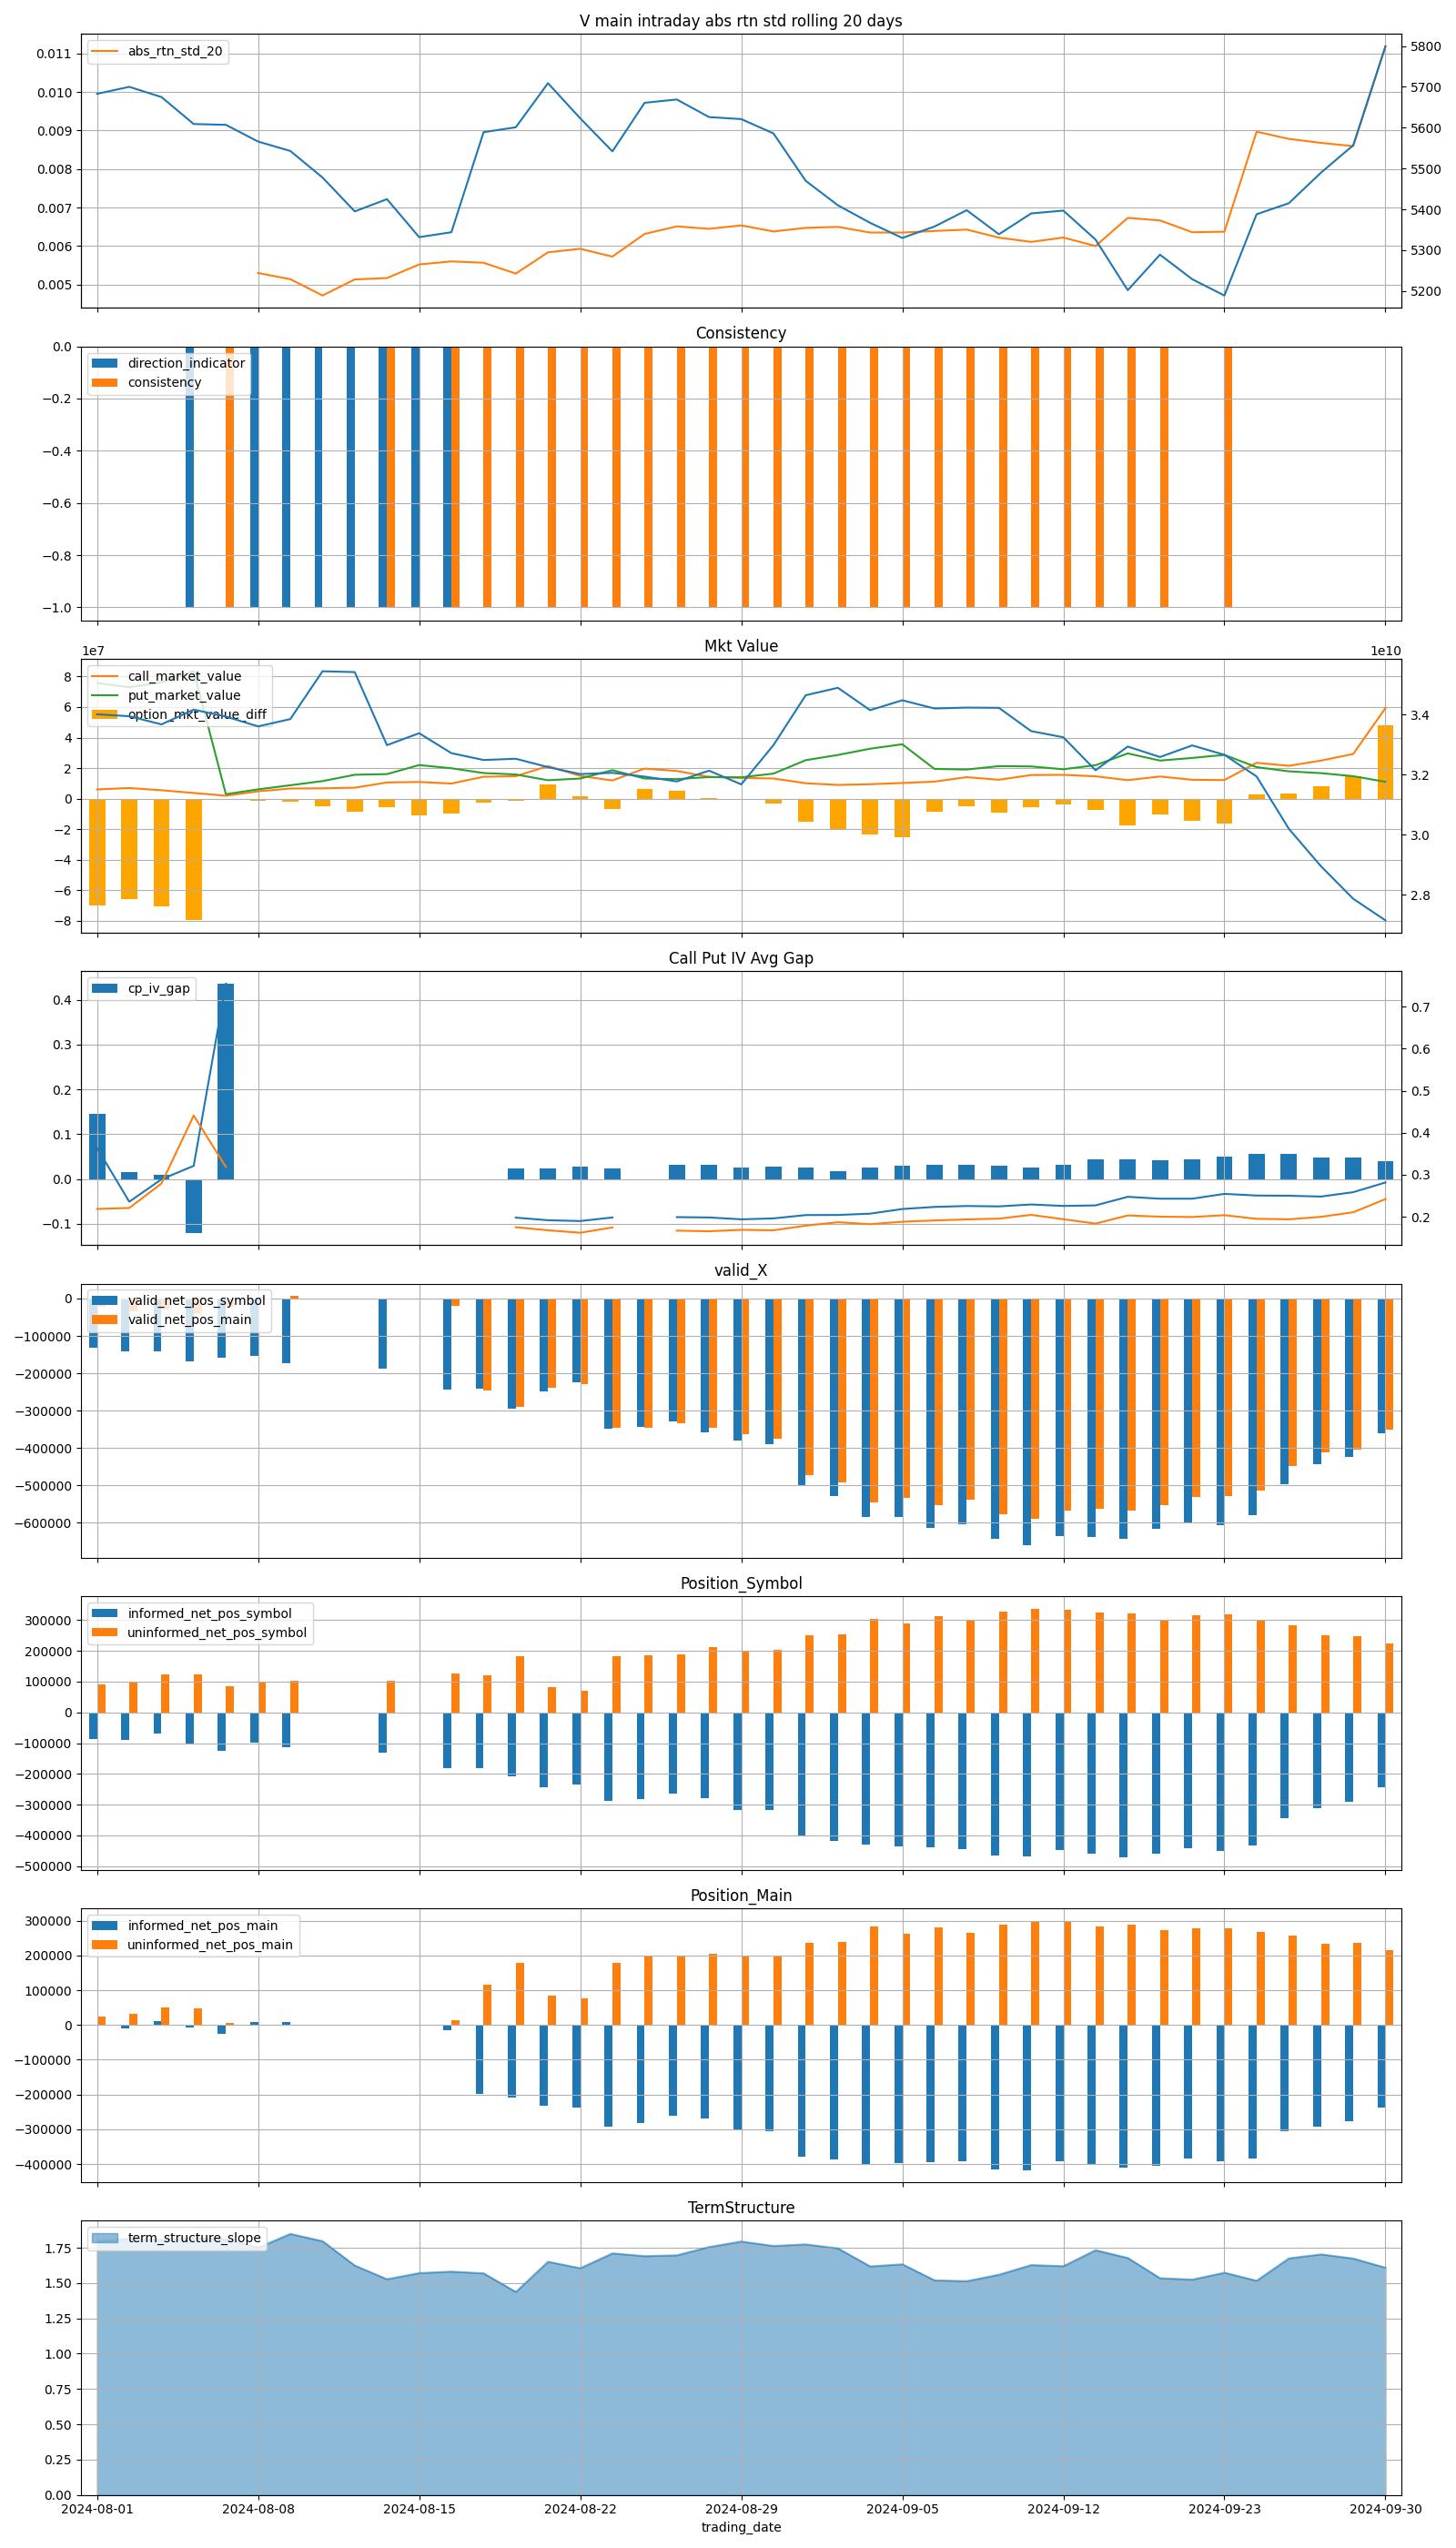 V main intraday abs rtn std rolling 20 days
abs_rtn_std_20
0.011
0.010
0.009
0.008
0.007
0.006
0.005
5800
5700
5600
5500
5400
5300
5200
Consistency
direction_indicator
consistency
0.0
−0.2
−0.4
−0.6
−0.8
−1.0
Mkt Value
1e7
1e10
call_market_value
put_market_value
option_mkt_value_diff
8
6
4
2
0
−2
−4
−6
−8
3.4
3.2
3.0
2.8
Call Put IV Avg Gap
cp_iv_gap
0.4
0.3
0.2
0.1
0.0
−0.1
0.7
0.6
0.5
0.4
0.3
0.2
valid_X
valid_net_pos_symbol
valid_net_pos_main
0
−100000
−200000
−300000
−400000
−500000
−600000
Position_Symbol
informed_net_pos_symbol
uninformed_net_pos_symbol
300000
200000
100000
0
−100000
−200000
−300000
−400000
−500000
Position_Main
informed_net_pos_main
uninformed_net_pos_main
300000
200000
100000
0
−100000
−200000
−300000
−400000
TermStructure
term_structure_slope
1.75
1.50
1.25
1.00
0.75
0.50
0.25
0.00
2024-08-01 2024-08-08 2024-08-15 2024-08-22 2024-08-29 2024-09-05 2024-09-12 2024-09-23 2024-09-30
trading_date